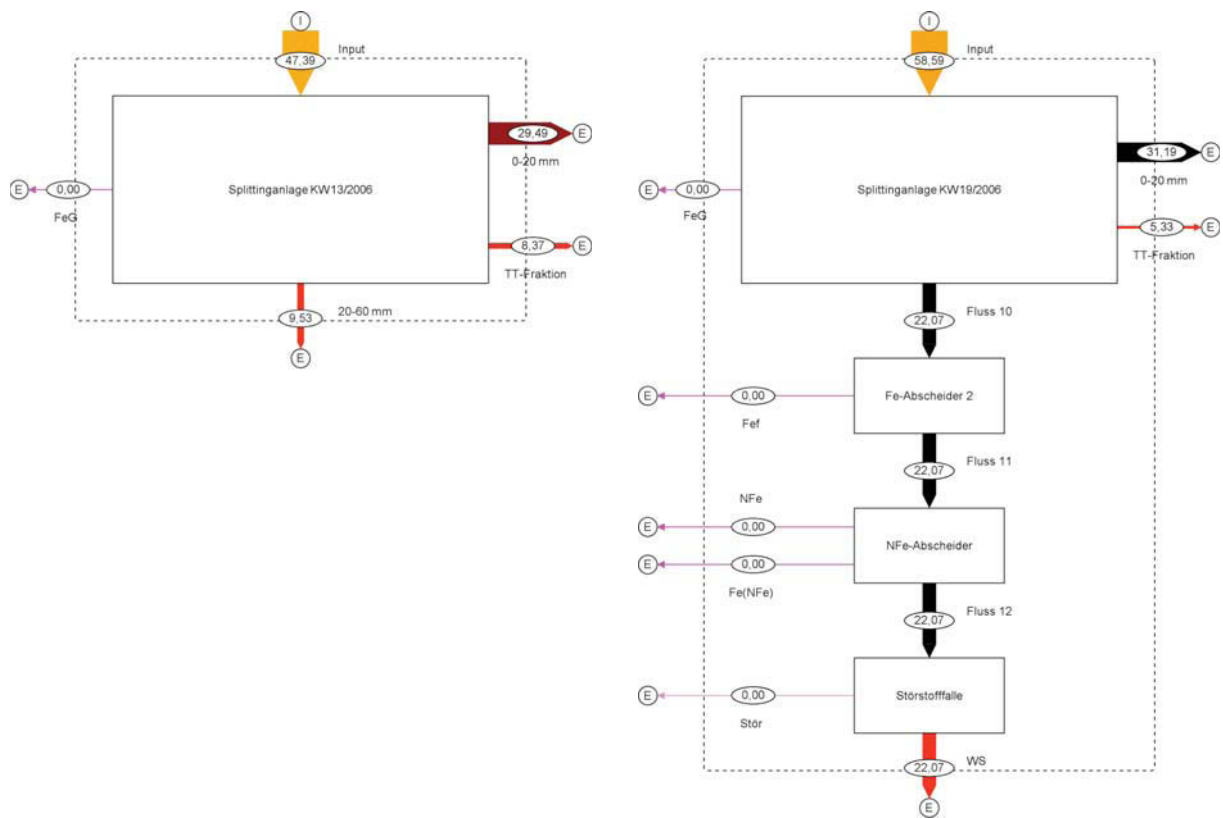 I
Input
47,39
29,49
E
0-20 mm
Splittinganlage KW13/2006
E
0,00
FeG
8,37
E
TT-Fraktion
20-60 mm
9,53
E
I
Input
58,59
31,19
E
0-20 mm
Splittinganlage KW19/2006
E
0,00
FeG
5,33
E
TT-Fraktion
Fluss 10
22,07
Fe-Abscheider 2
E
0,00
Fef
Fluss 11
22,07
NFe
E
0,00
NFe-Abscheider
E
0,00
Fe(NFe)
Fluss 12
22,07
Störstofffalle
E
0,00
Stör
WS
22,07
E